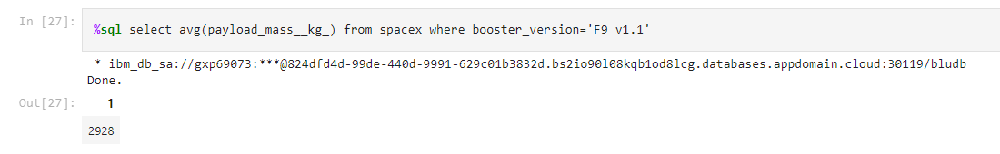 In [27]:
%sql select avg(payload_mass__kg_) from spacex where booster_version='F9 v1.1'
* ibm_db_sa://gxp69073:***@824dfd4d-99de-440d-9991-629c01b3832d.bs2io90l08kqb1od8lcg.databases.appdomain.cloud:30119/bludb
Done.
Out[27]:
1
2928